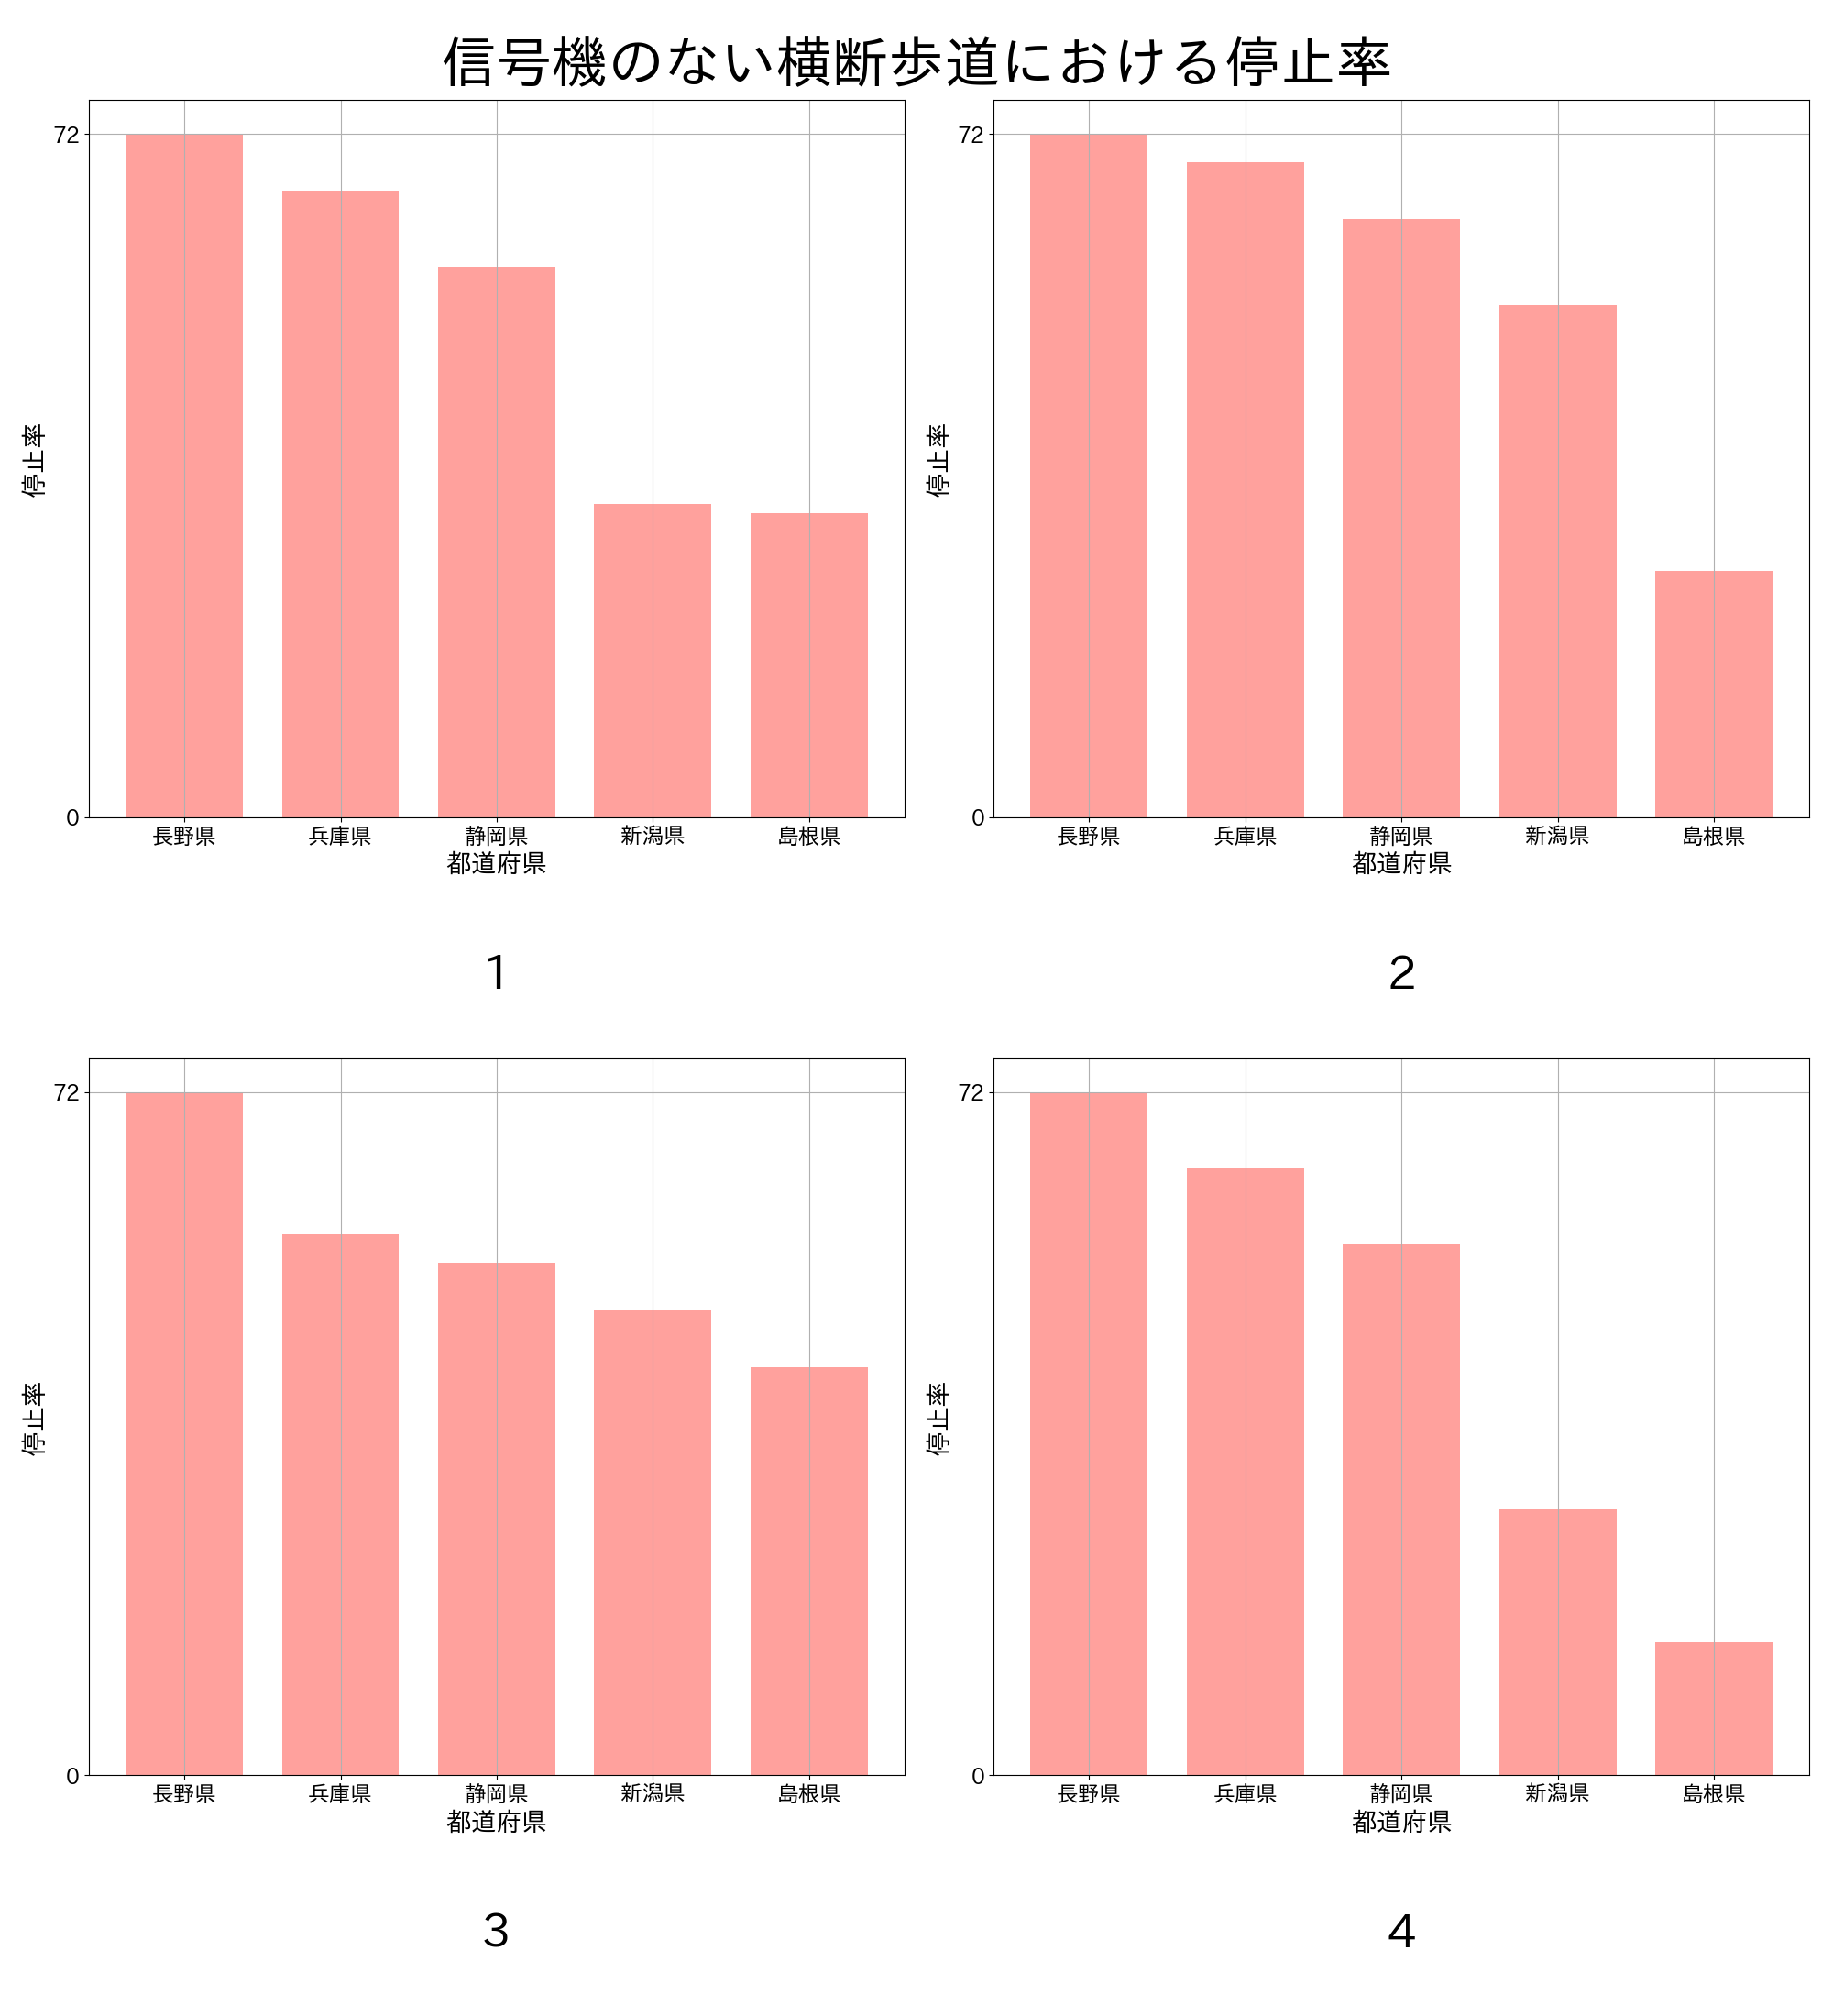 信号機のない横断歩道における停止率
72
0
停止率
長野県 兵庫県 静岡県 新潟県 島根県
都道府県
1
72
0
停止率
長野県 兵庫県 静岡県 新潟県 島根県
都道府県
2
72
0
停止率
長野県 兵庫県 静岡県 新潟県 島根県
都道府県
3
72
0
停止率
長野県 兵庫県 静岡県 新潟県 島根県
都道府県
4